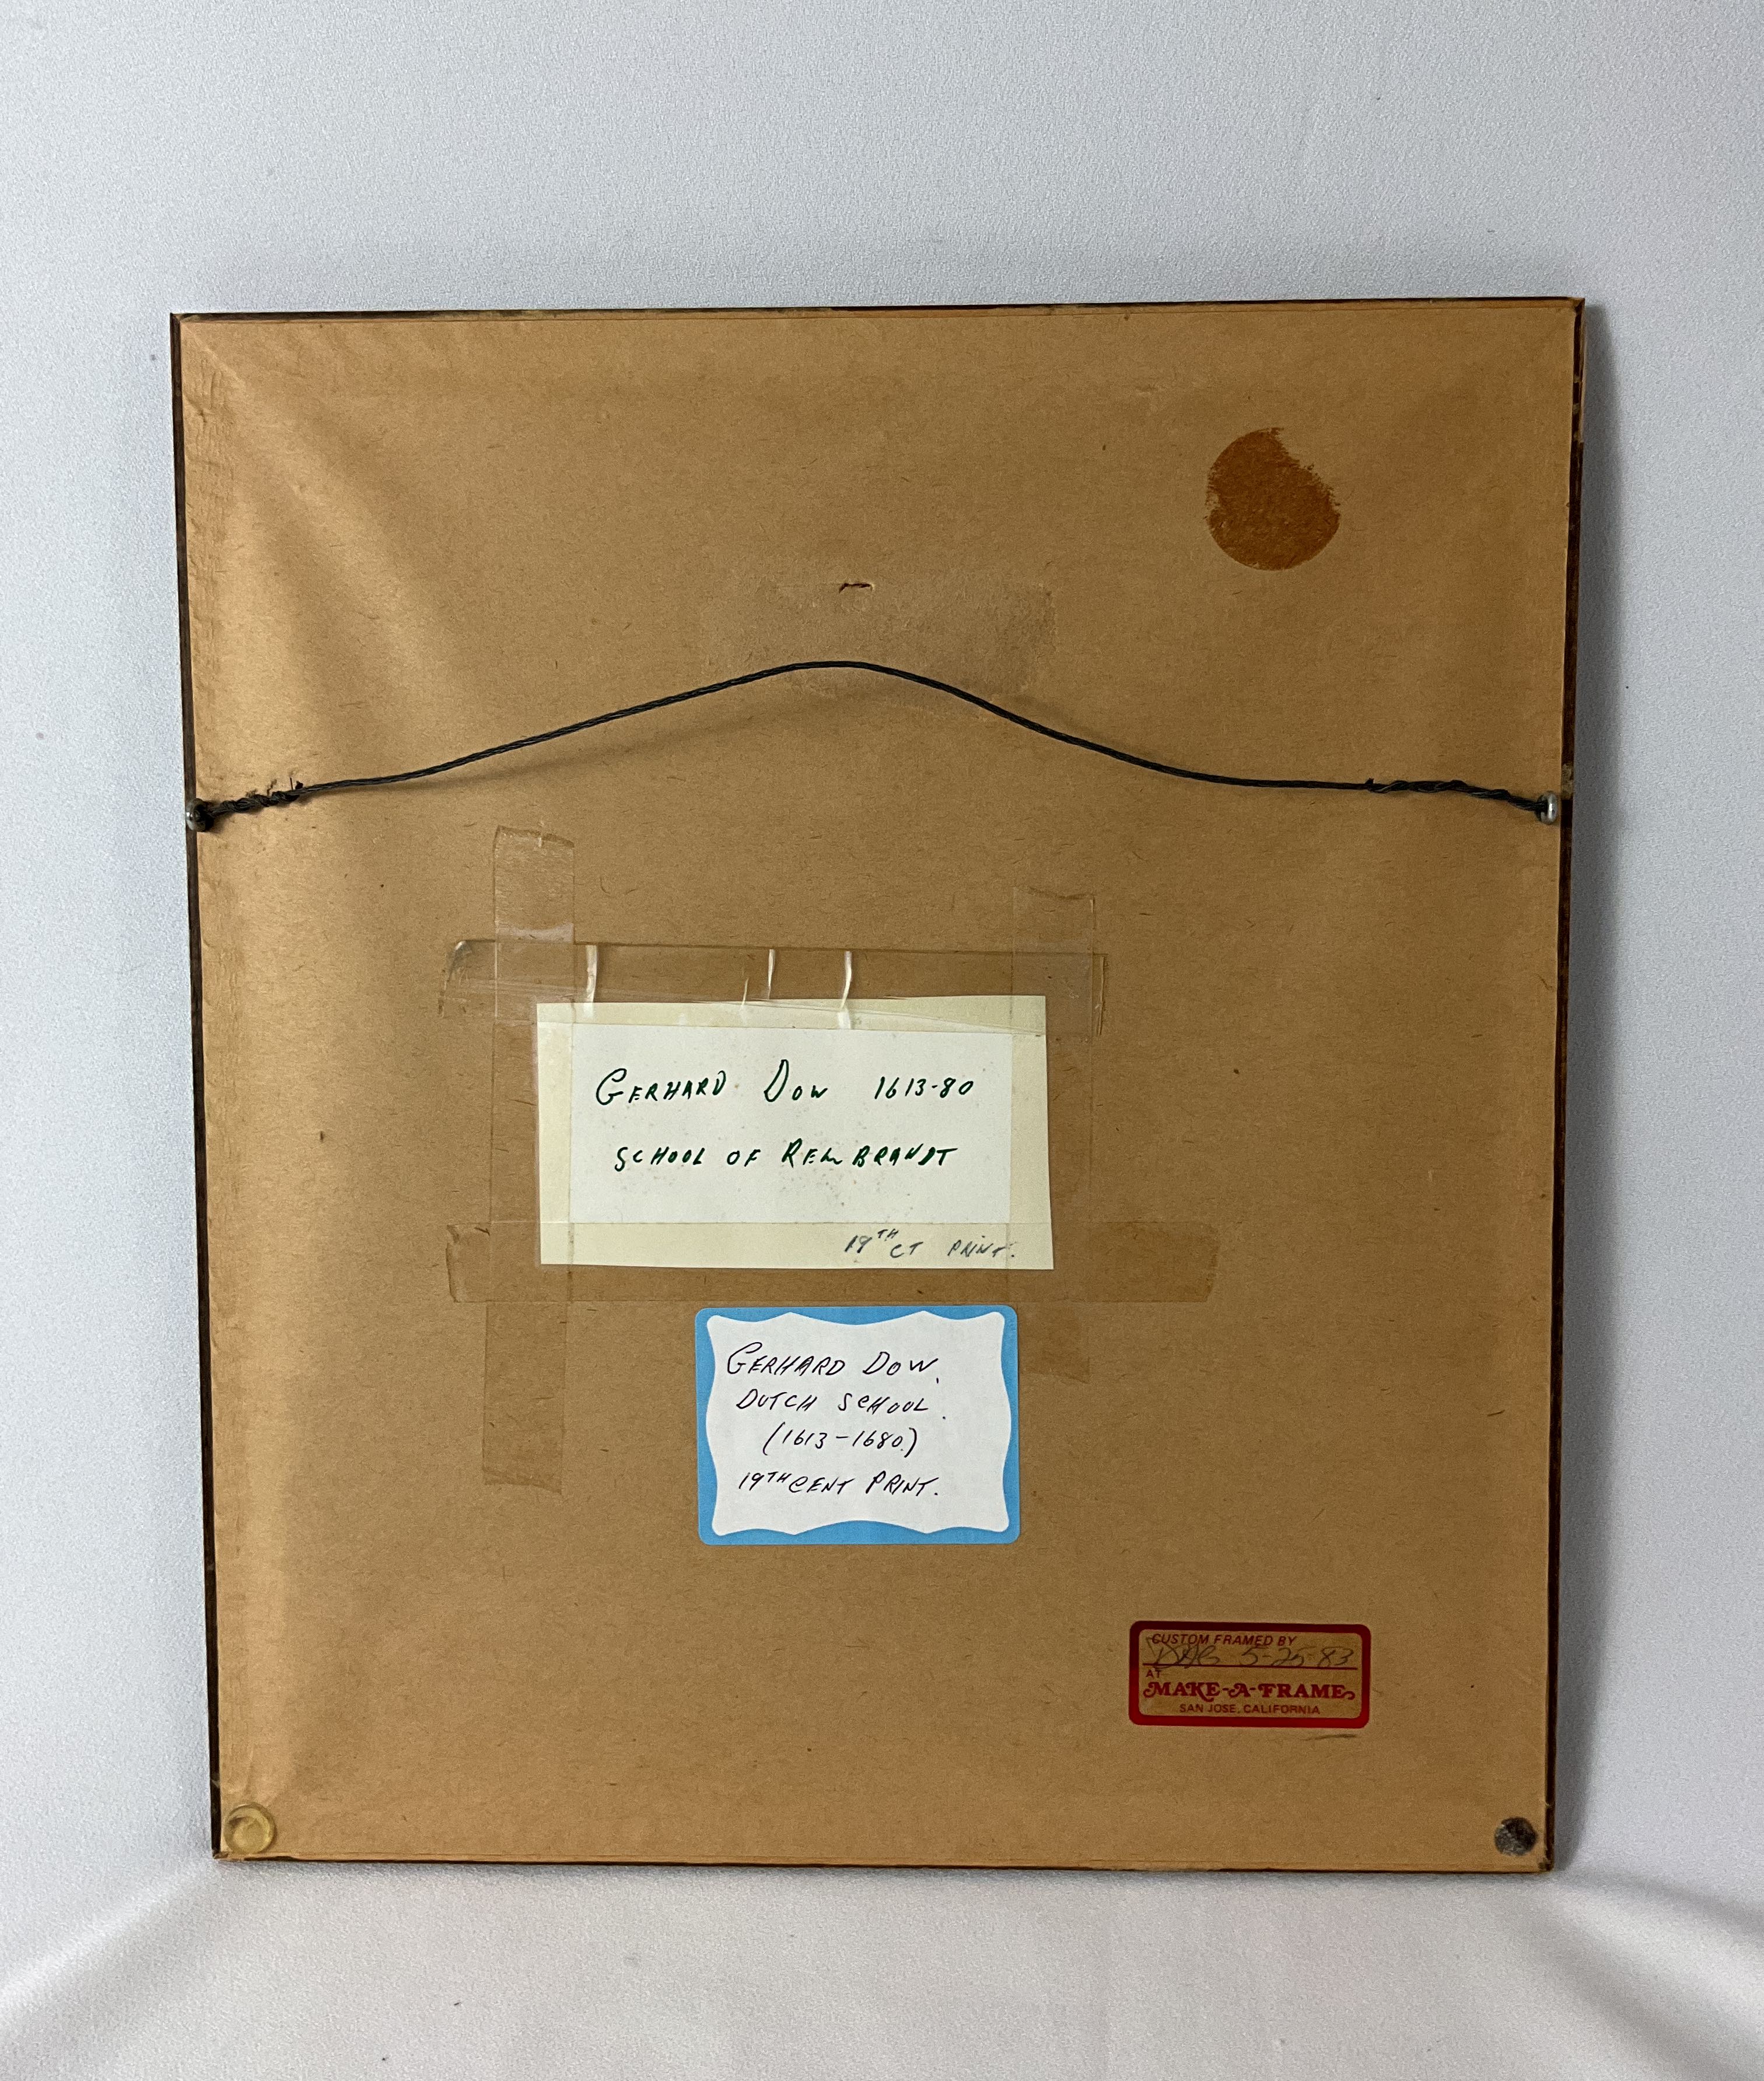 GERHARD DOW 1613-80
SCHOOL OF REMBRANDT
19TH CT PRINT.
GERHARD DOW.
DUTCH SCHOOL.
(1613-1680)
19TH CENT PRINT.
CUSTOM FRAMED BY
5-25-83
AT
MAKE-A-FRAME
SAN JOSE, CALIFORNIA